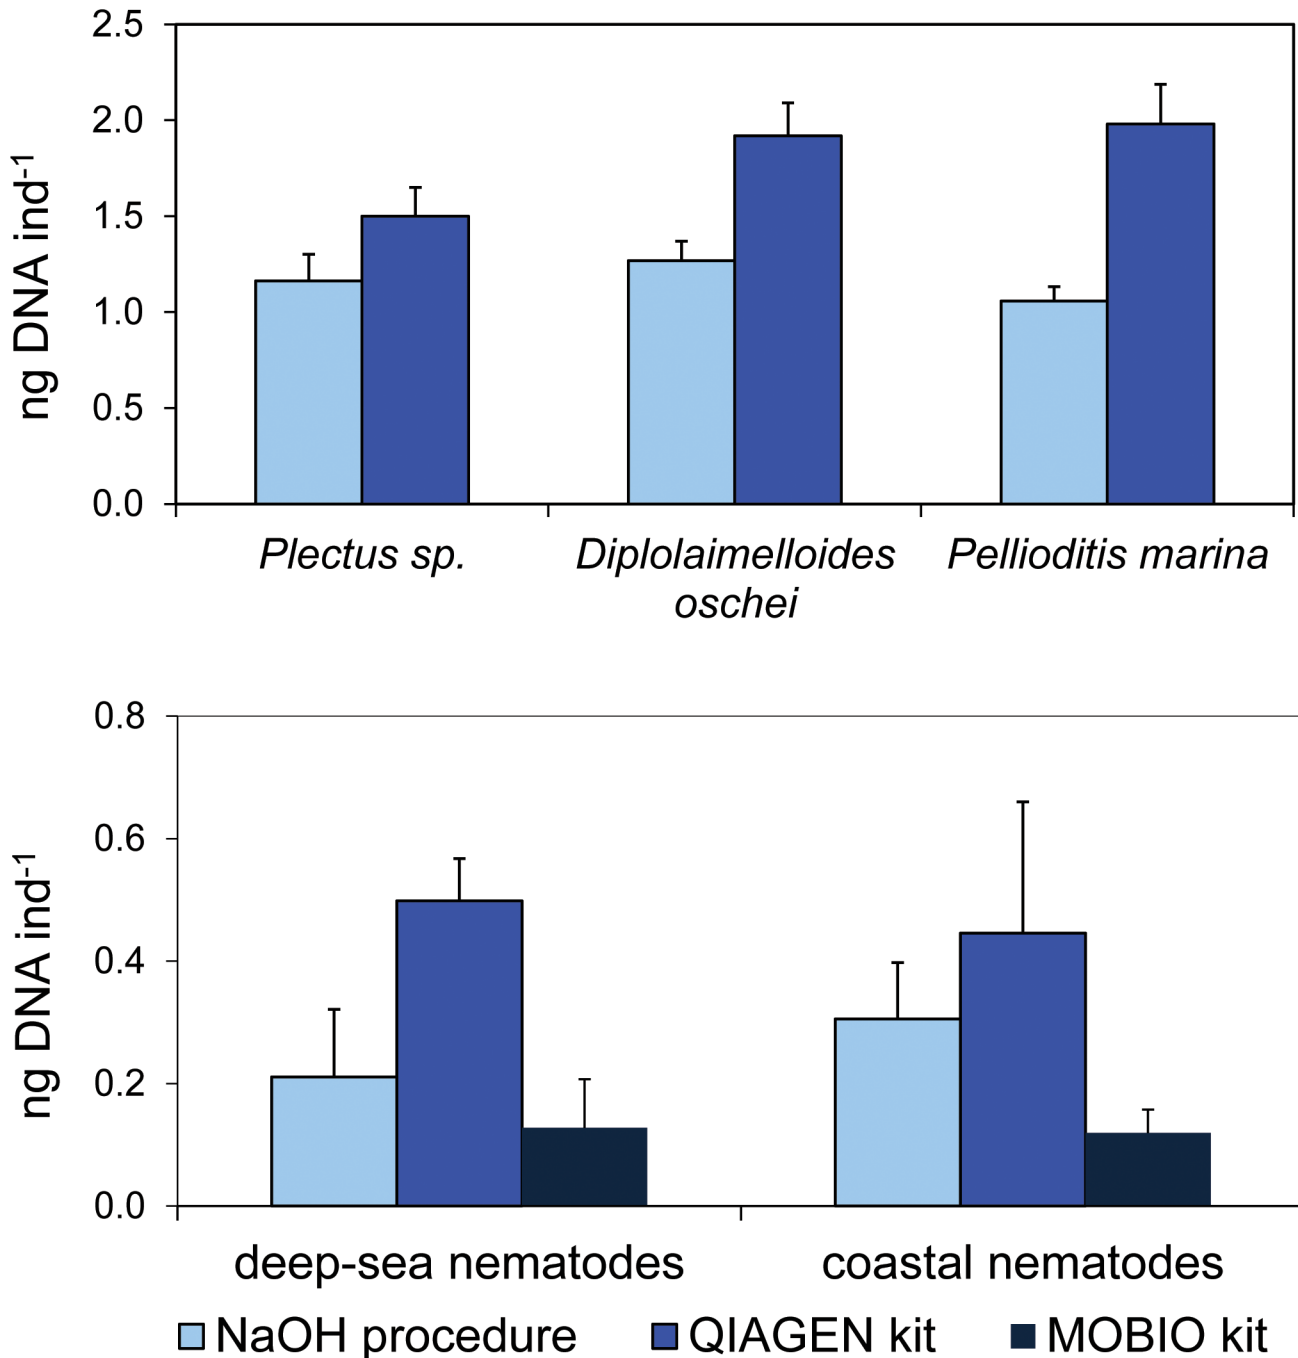 2.5
2.0
1.5
1.0
0.5
0.0
ng DNA ind-1
Plectus sp.
Diplolaimelloides
oschei
Pellioditis marina
0.8
0.6
0.4
0.2
0.0
ng DNA ind-1
deep-sea nematodes
coastal nematodes
NaOH procedure
QIAGEN kit
MOBIO kit